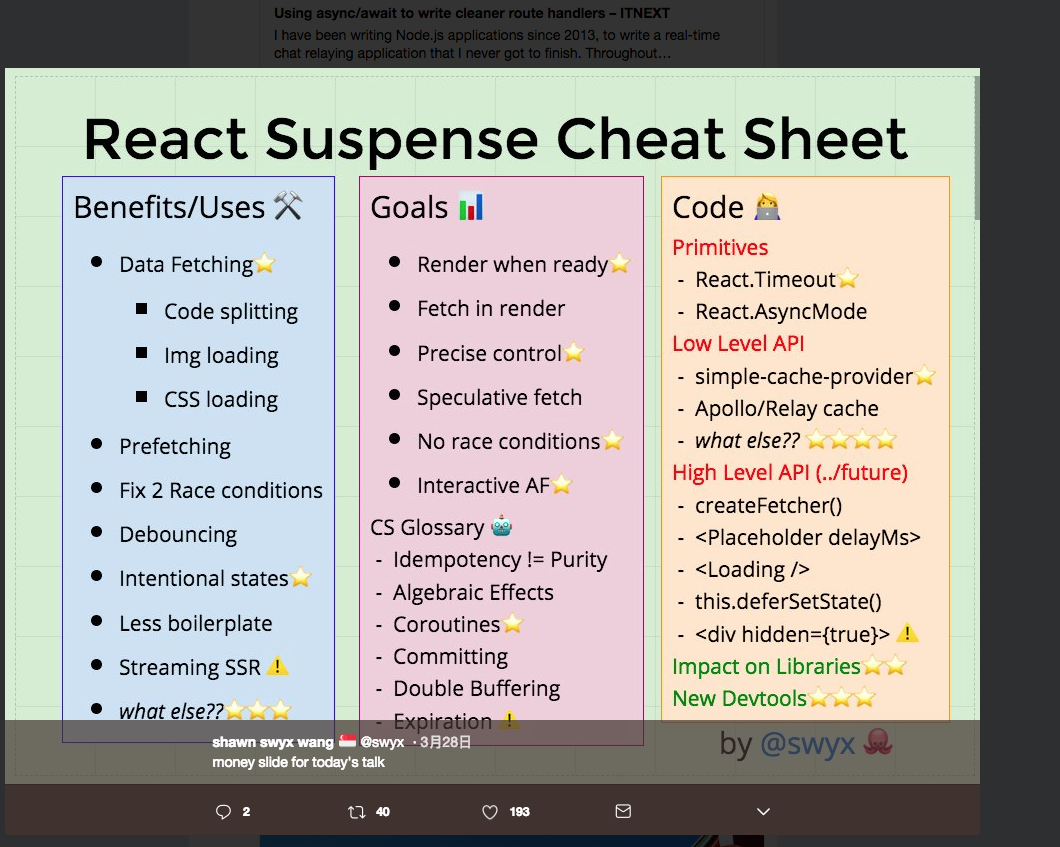 Using async/await to write cleaner route handlers – ITNEXT
I have been writing Node.js applications since 2013, to write a real-time
chat relaying application that I never got to finish. Throughout…
React Suspense Cheat Sheet
Benefits/Uses
Data Fetching
Code splitting
Img loading
CSS loading
Prefetching
Fix 2 Race conditions
Debouncing
Intentional states
Less boilerplate
Streaming SSR
what else??
Goals
Render when ready
Fetch in render
Precise control
Speculative fetch
No race conditions
Interactive AF
CS Glossary
- Idempotency != Purity
- Algebraic Effects
- Coroutines
- Committing
- Double Buffering
- Expiration
Code
Primitives
- React.Timeout
- React.AsyncMode
Low Level API
- simple-cache-provider
- Apollo/Relay cache
- what else??
High Level API (../future)
- createFetcher()
- <Placeholder delayMs>
- <Loading />
- this.deferSetState()
- <div hidden={true}>
Impact on Libraries
New Devtools
by @swyx
shawn swyx wang @swyx · 3月28日
money slide for today's talk
2 40 193